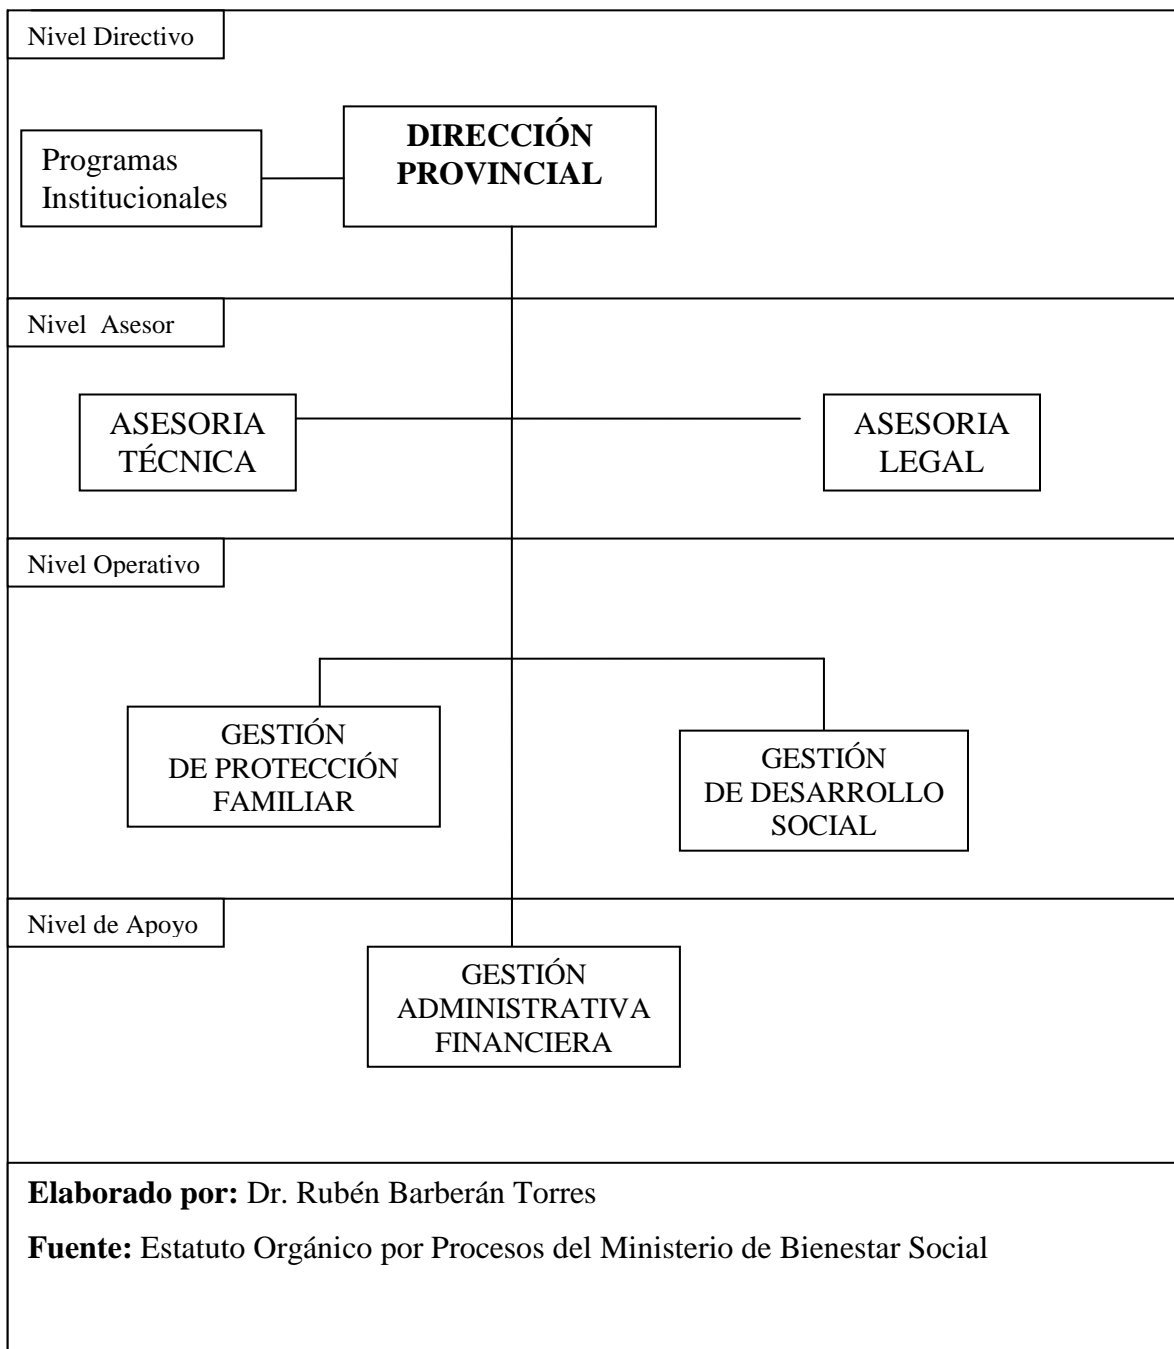 Nivel Directivo
DIRECCIÓN
PROVINCIAL
Programas
Institucionales
Nivel  Asesor
ASESORIA
TÉCNICA
ASESORIA
LEGAL
Nivel Operativo
GESTIÓN
DE PROTECCIÓN
FAMILIAR
GESTIÓN
DE DESARROLLO
SOCIAL
Nivel de Apoyo
GESTIÓN
ADMINISTRATIVA
FINANCIERA
Elaborado por: Dr. Rubén Barberán Torres
Fuente: Estatuto Orgánico por Procesos del Ministerio de Bienestar Social